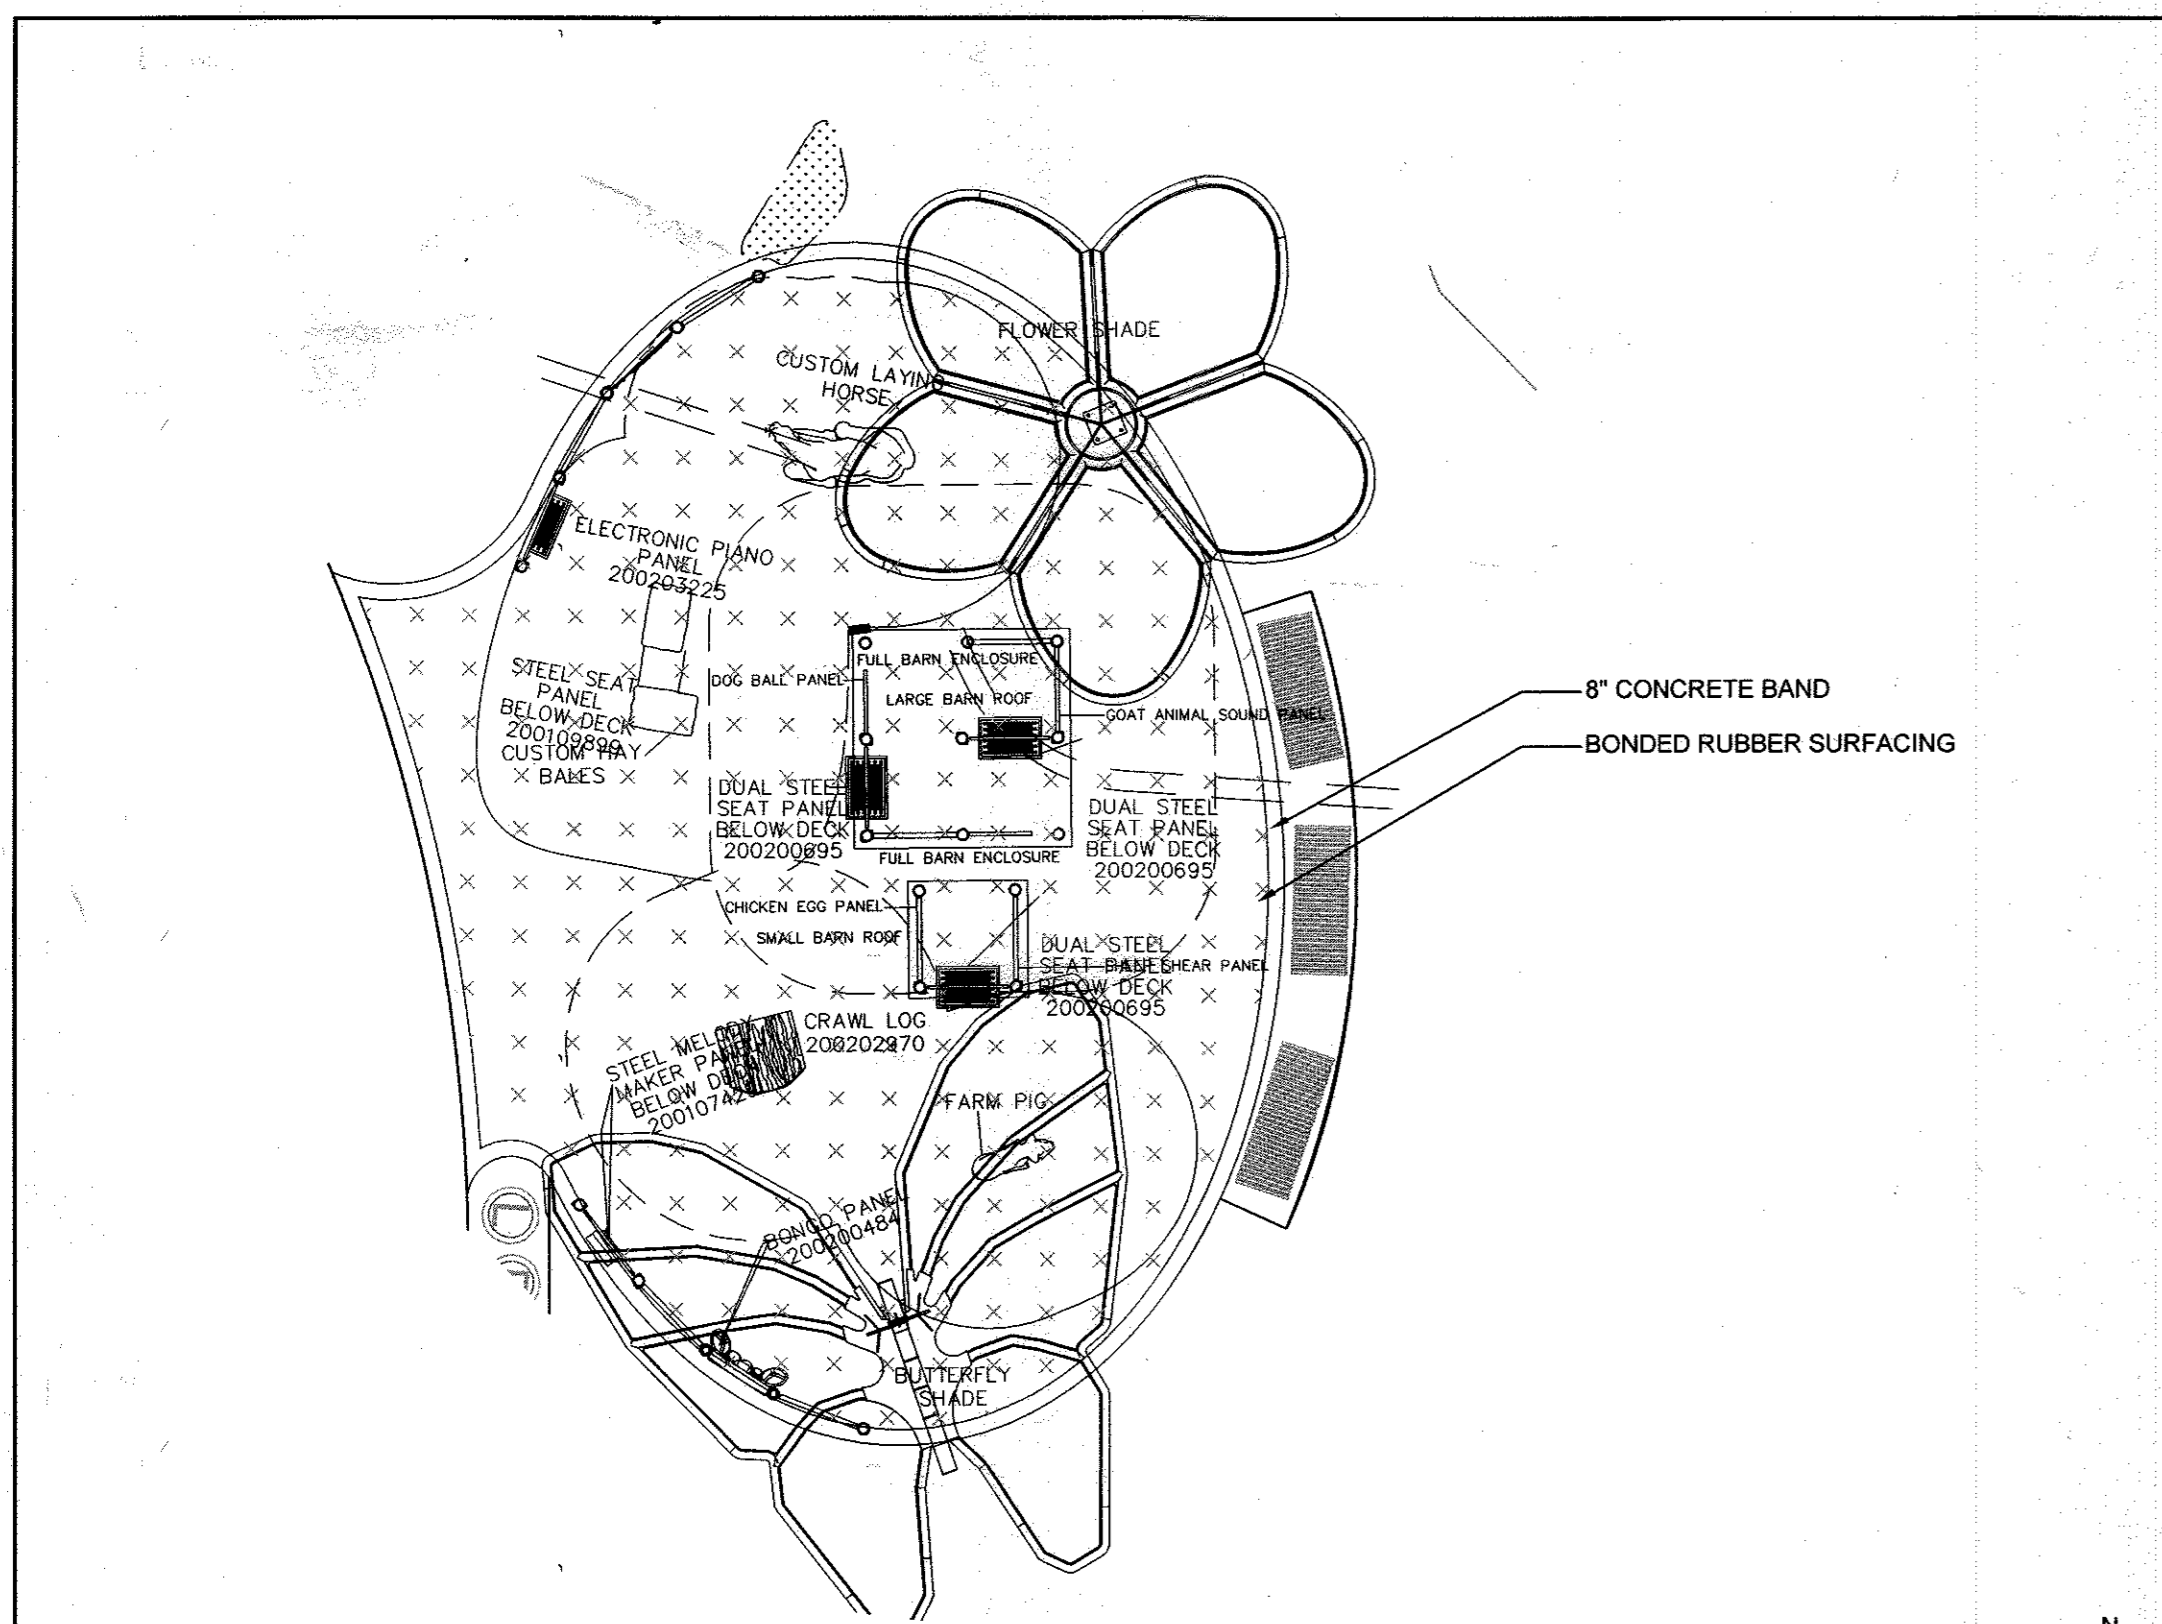 FLOWER SHADE
CUSTOM LAYING
HORSE
ELECTRONIC PIANO
PANEL
200203225
STEEL SEAT
PANEL
BELOW DECK
CUSTOM HAY
BALES
FULL BARN ENCLOSURE
DOG BALL PANEL
LARGE BARN ROOF
GOAT ANIMAL SOUND PANEL
8" CONCRETE BAND
BONDED RUBBER SURFACING
DUAL STEEL
SEAT PANEL
BELOW DECK
200200695
DUAL STEEL
SEAT PANEL
BELOW DECK
200200695
FULL BARN ENCLOSURE
CHICKEN EGG PANEL
SMALL BARN ROOF
DUAL STEEL
SEAT PANEL
SHEAR PANEL
BELOW DECK
200200695
CRAWL LOG
200202970
STEEL MELODY
MAKER PANEL
BELOW DECK
FARM PIG
BONGO PANEL
200200484
BUTTERFLY
SHADE
N